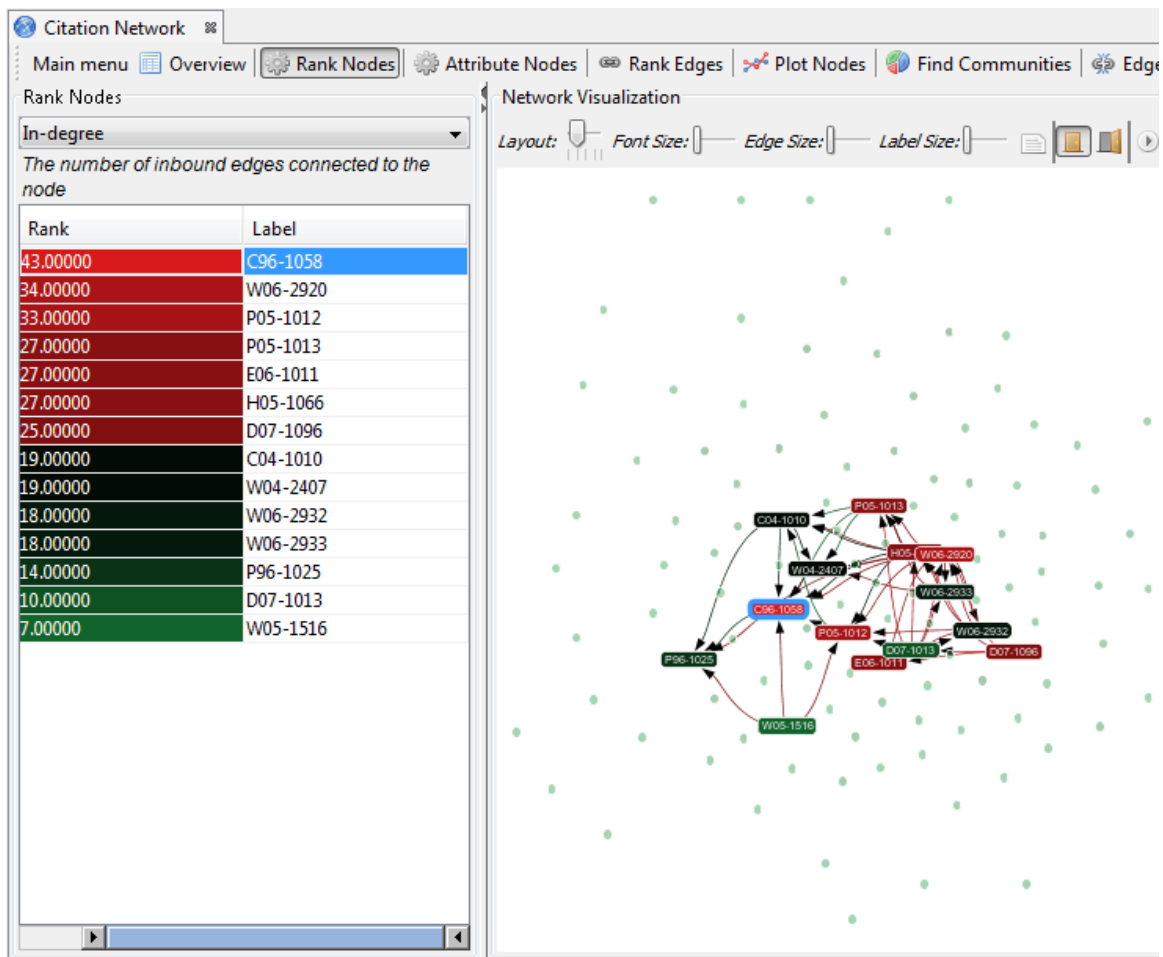 Citation Network
Main menu Overview Rank Nodes Attribute Nodes Rank Edges Plot Nodes Find Communities Edge
Rank Nodes
In-degree
The number of inbound edges connected to the
node
Rank Label
43.00000 C96-1058
34.00000 W06-2920
33.00000 P05-1012
27.00000 P05-1013
27.00000 E06-1011
27.00000 H05-1066
25.00000 D07-1096
19.00000 C04-1010
19.00000 W04-2407
18.00000 W06-2932
18.00000 W06-2933
14.00000 P96-1025
10.00000 D07-1013
7.00000 W05-1516
Network Visualization
Layout: Font Size: Edge Size: Label Size:
P05-1013
C04-1010
H05- W06-2920
W04-2407
W06-2933
C96-1058
P05-1012 W06-2932
D07-1013 D07-1096
P96-1025 E06-1011
W05-1516